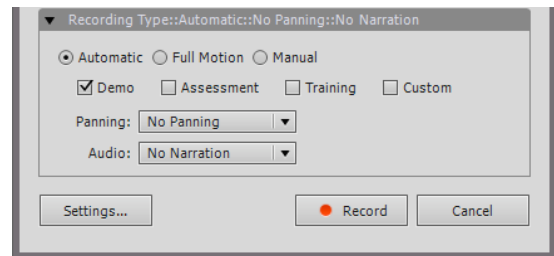 Recording Type::Automatic::No Panning::No Narration
Automatic Full Motion Manual
Demo Assessment Training Custom
Panning: No Panning
Audio: No Narration
Settings... Record Cancel